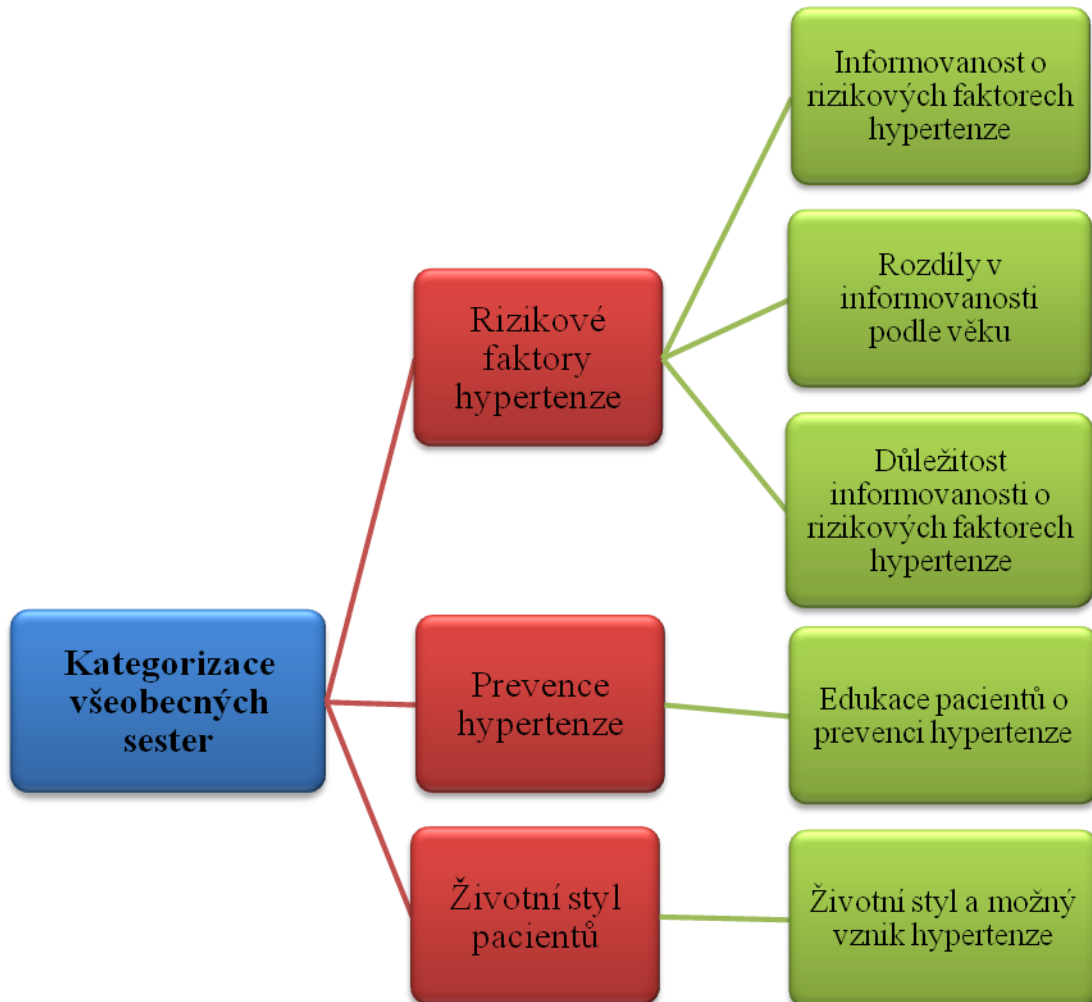 Kategorizace
všeobecných
sester
Rizikové
faktory
hypertenze
Informovanost o
rizikových faktorech
hypertenze
Rozdíly v
informovanosti
podle věku
Důležitost
informovanosti o
rizikových faktorech
hypertenze
Prevence
hypertenze
Edukace pacientů o
prevenci hypertenze
Životní styl
pacientů
Životní styl a možný
vznik hypertenze